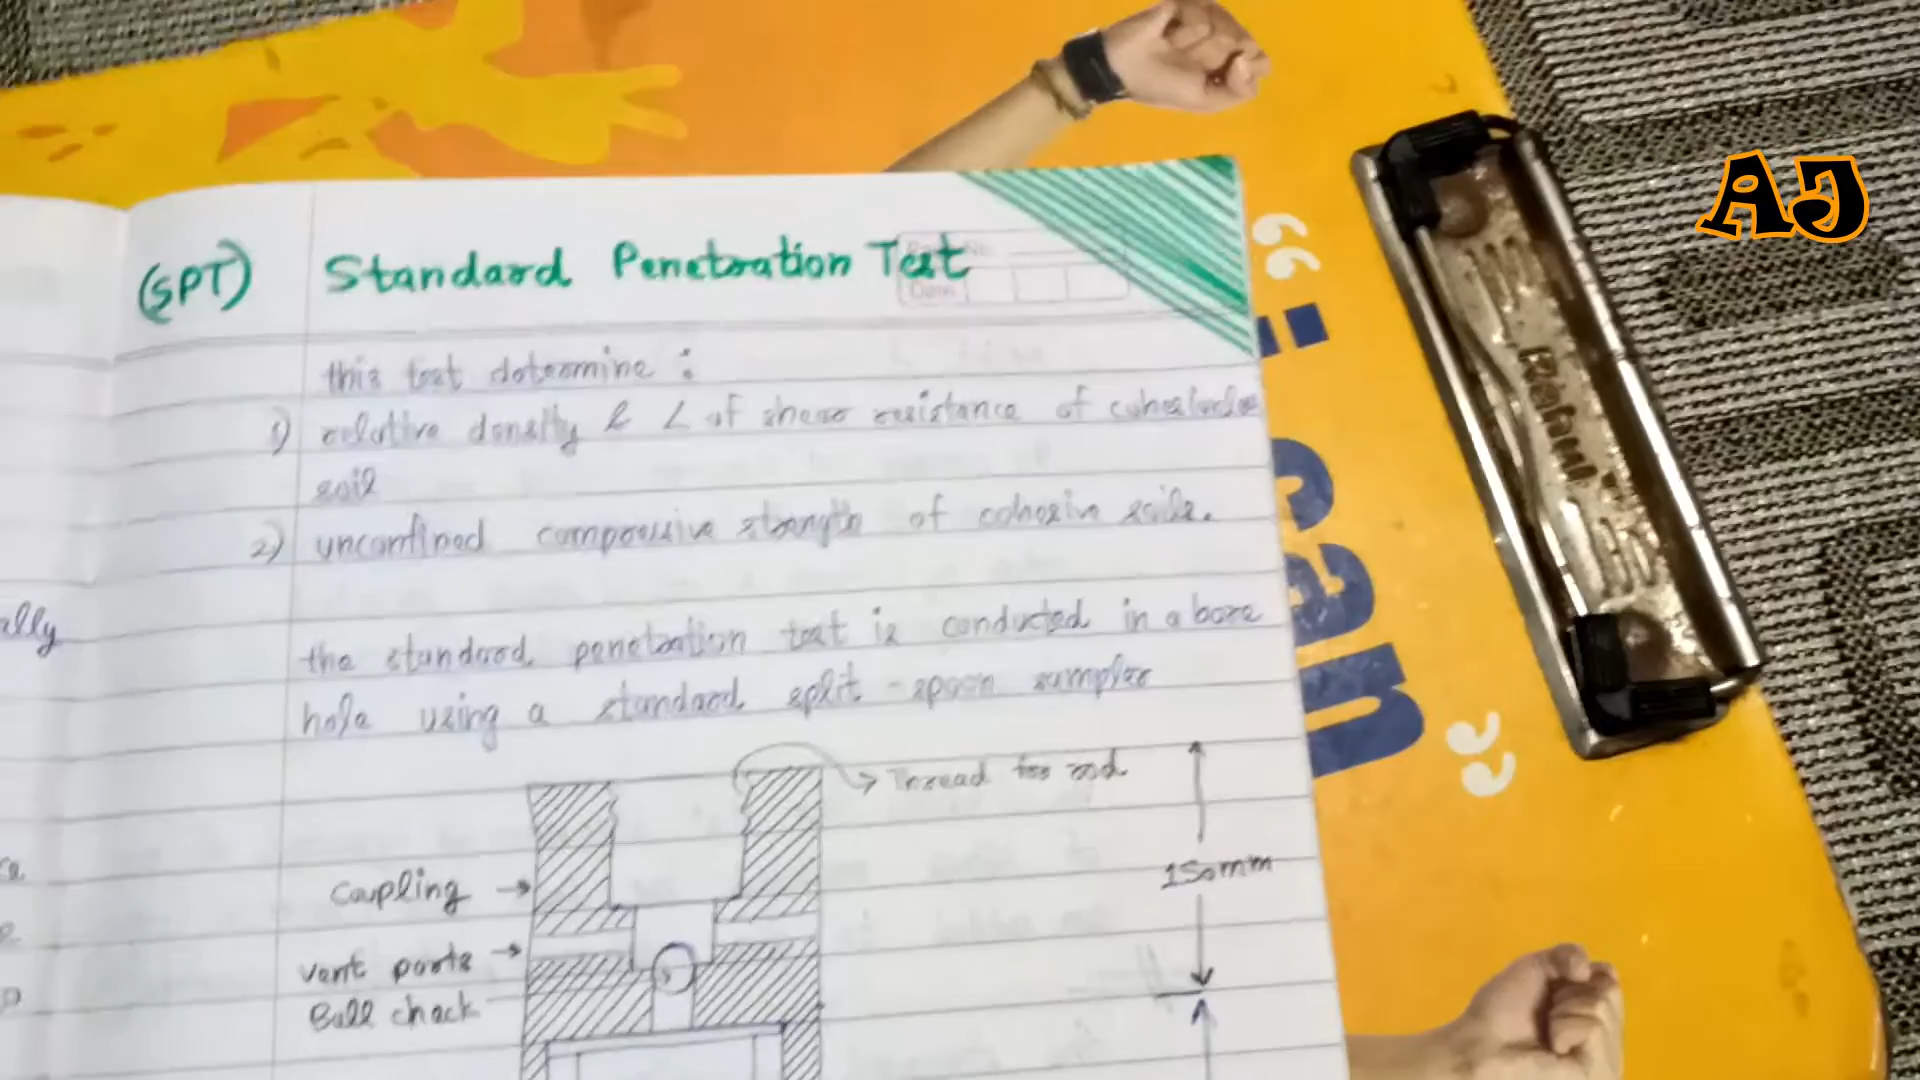 AJ
(SPT) Standard Penetration Test
this test determine :
1) relative density & ∠ of shear resistance of cohesionless
soil
2) unconfined compressive strength of cohesive soils.
the standard penetration test is conducted in a bore
hole using a standard split-spoon sampler
→ Thread for rod
150mm
Coupling →
vent ports →
Ball check
ally
“ i can ”